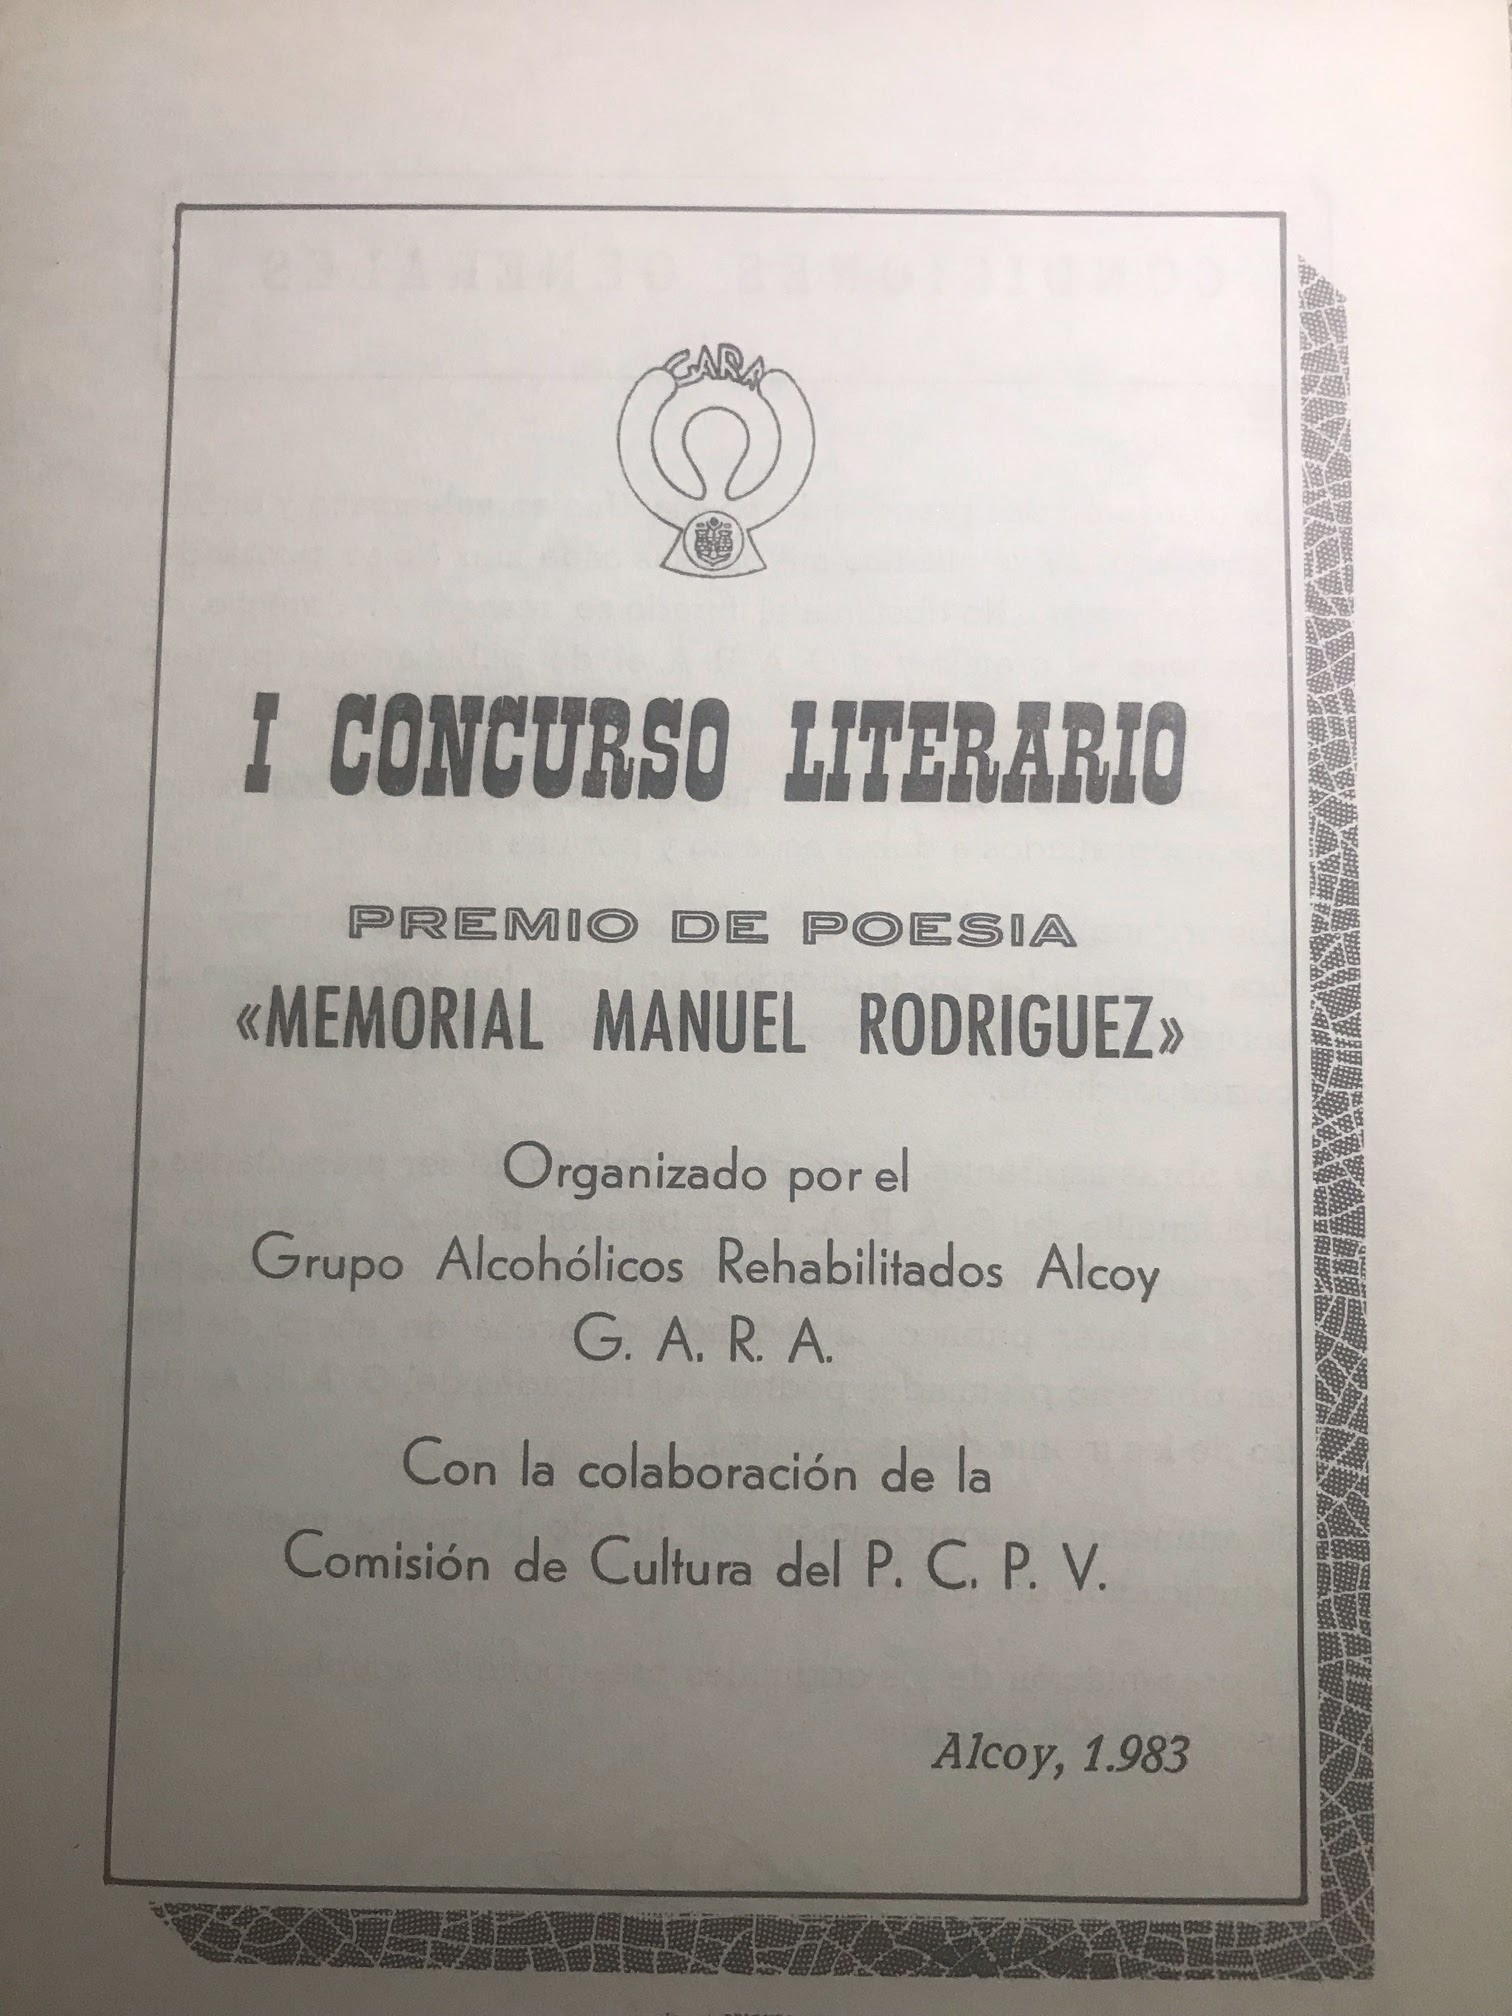 GARA
I CONCURSO LITERARIO
PREMIO DE POESIA
«MEMORIAL MANUEL RODRIGUEZ»
Organizado por el
Grupo Alcohólicos Rehabilitados Alcoy
G. A. R. A.
Con la colaboración de la
Comisión de Cultura del P. C. P. V.
Alcoy, 1.983